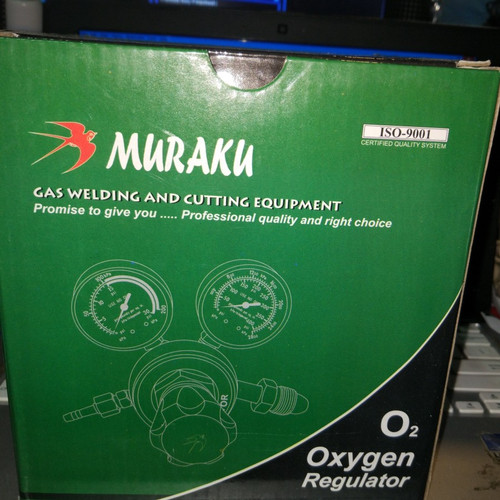 MURAKU
ISO-9001
CERTIFIED QUALITY SYSTEM
GAS WELDING AND CUTTING EQUIPMENT
Promise to give you ..... Professional quality and right choice
O2
Oxygen
Regulator